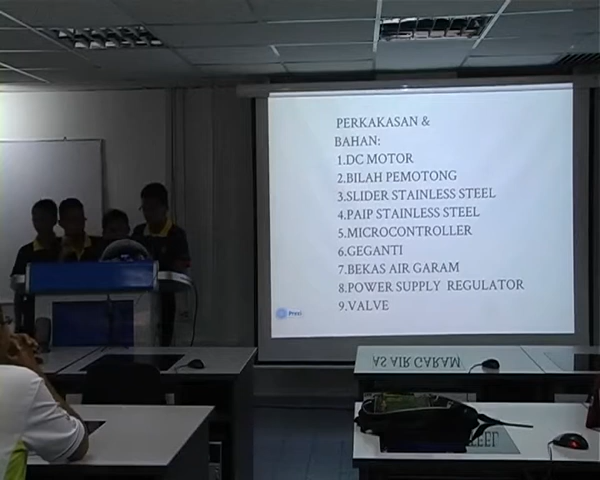 PERKAKASAN &
BAHAN:
1.DC MOTOR
2.BILAH PEMOTONG
3.SLIDER STAINLESS STEEL
4.PAIP STAINLESS STEEL
5.MICROCONTROLLER
6.GEGANTI
7.BEKAS AIR GARAM
8.POWER SUPPLY REGULATOR
9.VALVE
Prezi
AS AIR GARAM
STEEL